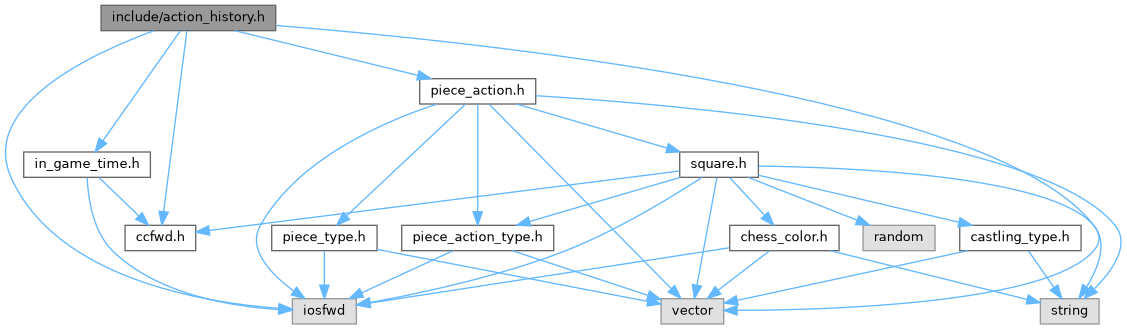 include/action_history.h
piece_action.h
in_game_time.h
square.h
ccfwd.h
piece_type.h
piece_action_type.h
chess_color.h
random
castling_type.h
iosfwd
vector
string